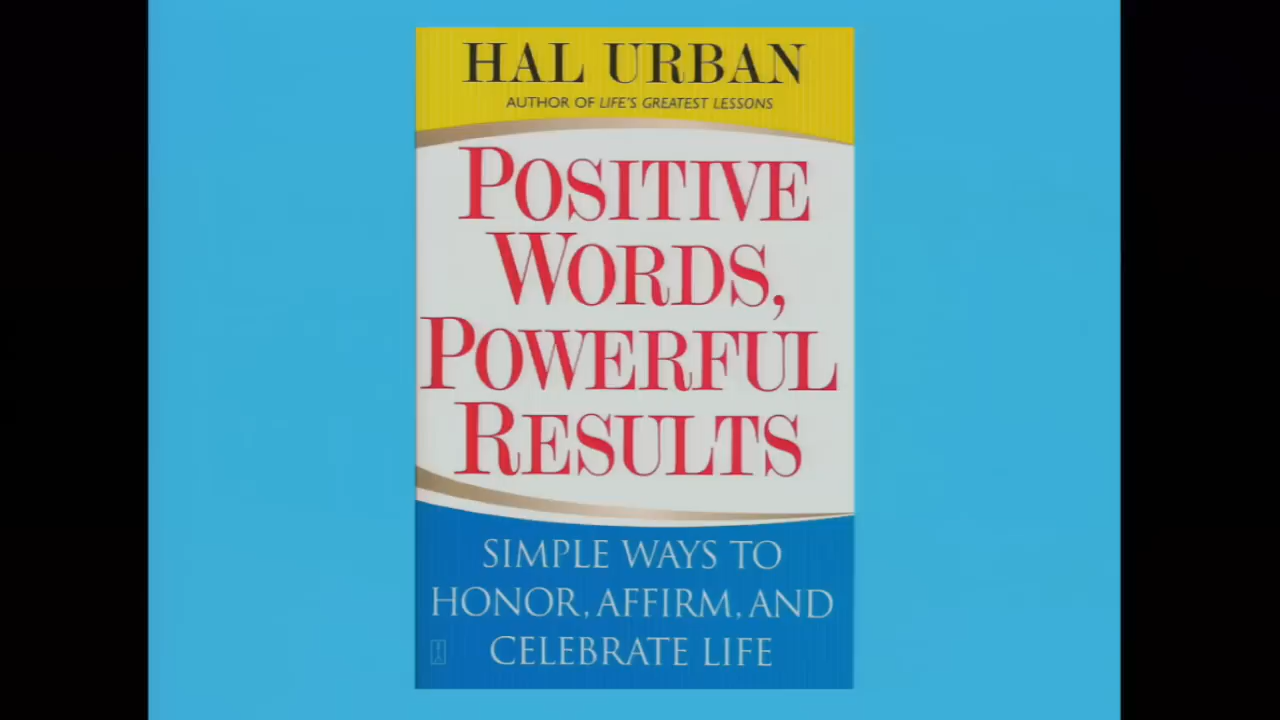 HAL URBAN
AUTHOR OF LIFE'S GREATEST LESSONS
POSITIVE
WORDS,
POWERFUL
RESULTS
SIMPLE WAYS TO
HONOR, AFFIRM, AND
CELEBRATE LIFE